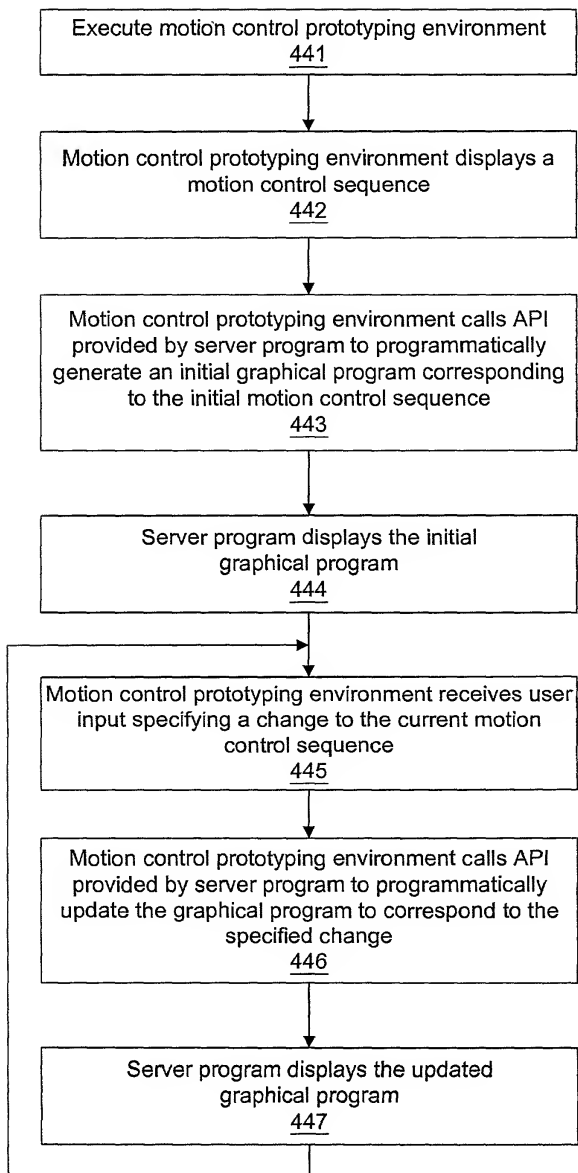 Execute motion control prototyping environment
441
Motion control prototyping environment displays a
motion control sequence
442
Motion control prototyping environment calls API
provided by server program to programmatically
generate an initial graphical program corresponding
to the initial motion control sequence
443
Server program displays the initial
graphical program
444
Motion control prototyping environment receives user
input specifying a change to the current motion
control sequence
445
Motion control prototyping environment calls API
provided by server program to programmatically
update the graphical program to correspond to the
specified change
446
Server program displays the updated
graphical program
447